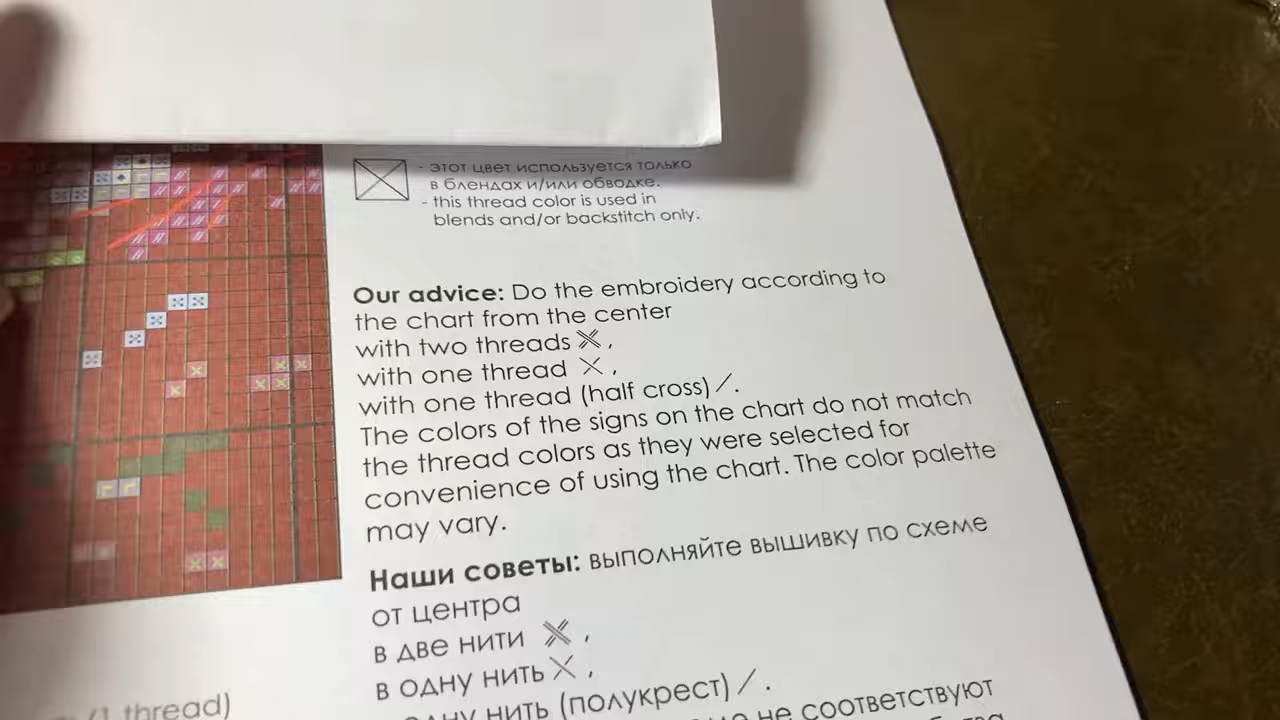 - этот цвет используется только
в блендах и/или обводке.
- this thread color is used in
blends and/or backstitch only.
Our advice: Do the embroidery according to
the chart from the center
with two threads
with one thread
with one thread (half cross) /.
The colors of the signs on the chart do not match
the thread colors as they were selected for
convenience of using the chart. The color palette
may vary.
Наши советы: выполняйте вышивку по схеме
от центра
в две нити
в одну нить
нить (полукрест) /.
не соответствуют
(1 thread)